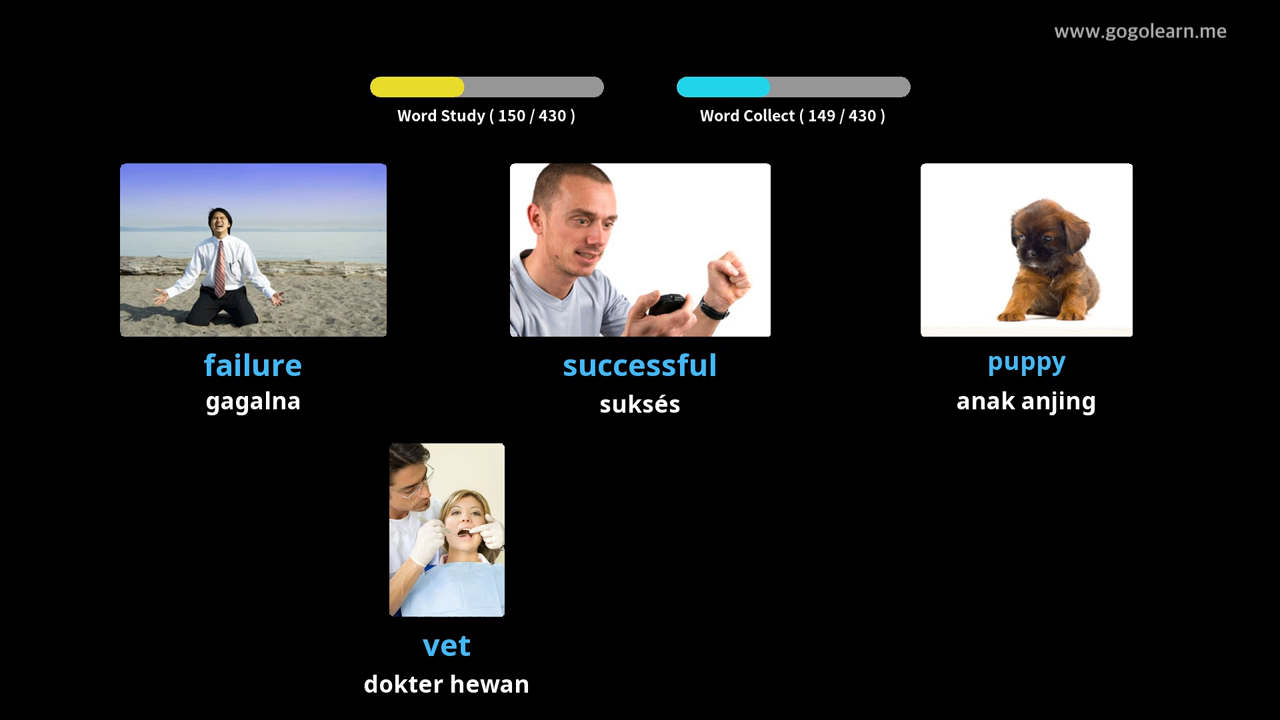 www.gogolearn.me
Word Study ( 150 / 430 )
Word Collect ( 149 / 430 )
failure
gagalna
successful
suksés
puppy
anak anjing
vet
dokter hewan